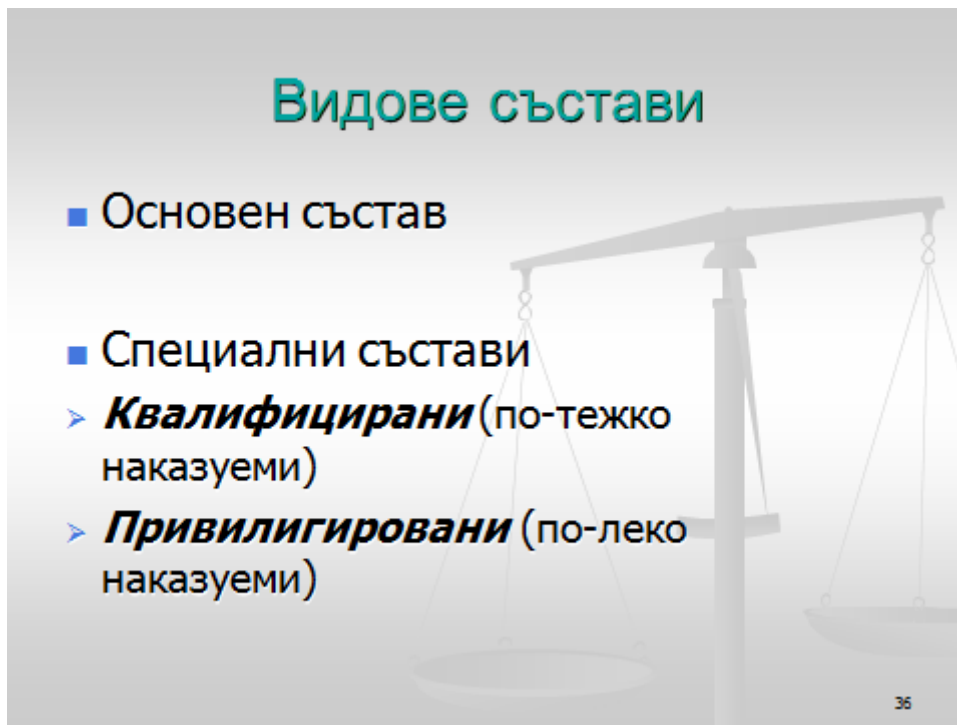 Видове състави
Основен състав
Специални състави
Квалифицирани (по-тежко
наказуеми)
Привилигировани (по-леко
наказуеми)
36